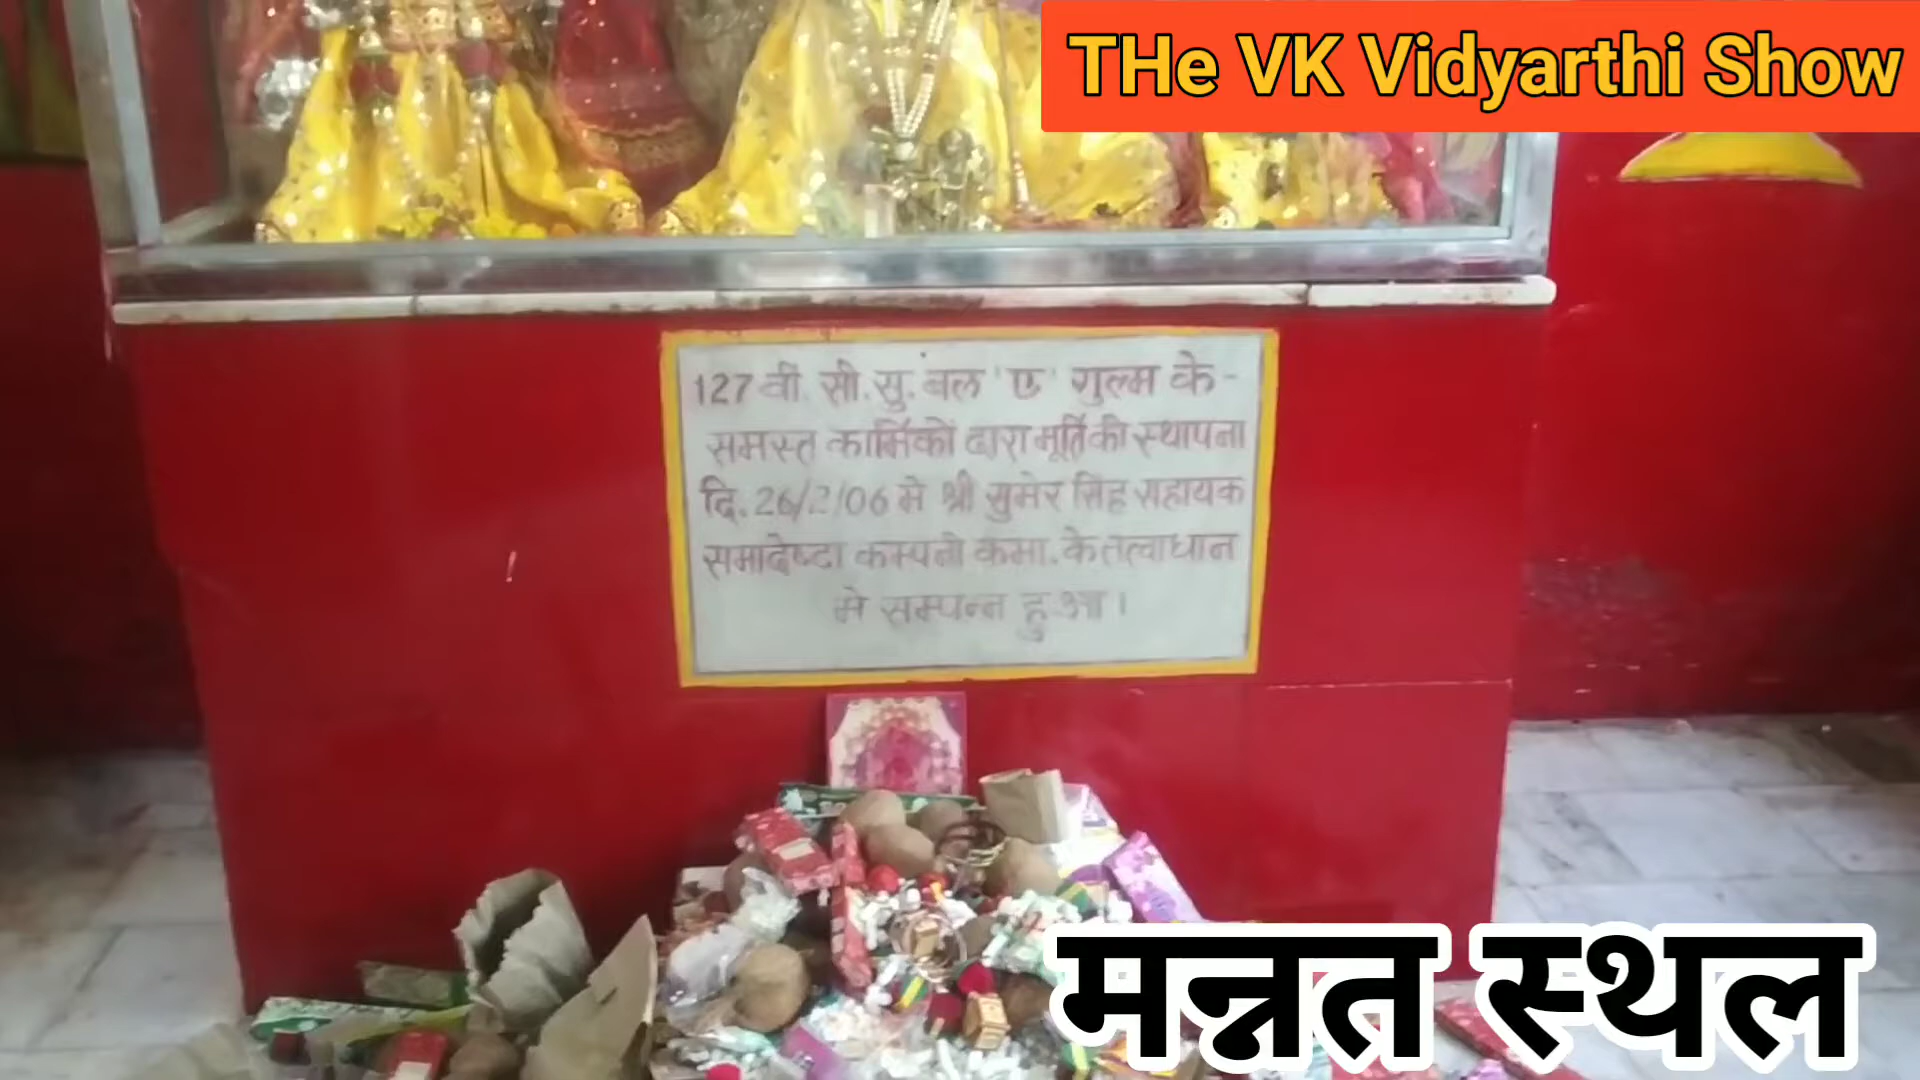 THe VK Vidyarthi Show
127 वी. सी.सु. बल 'ए' गुल्म के -
समस्त कार्मिकों द्वारा मूर्ति की स्थापना
दि. 26/2/06 मे श्री सुमेर सिंह सहायक
समादेष्टा कम्पनी कमा. के तत्वाधान
मे सम्पन्न हुआ।
मन्नत स्थल